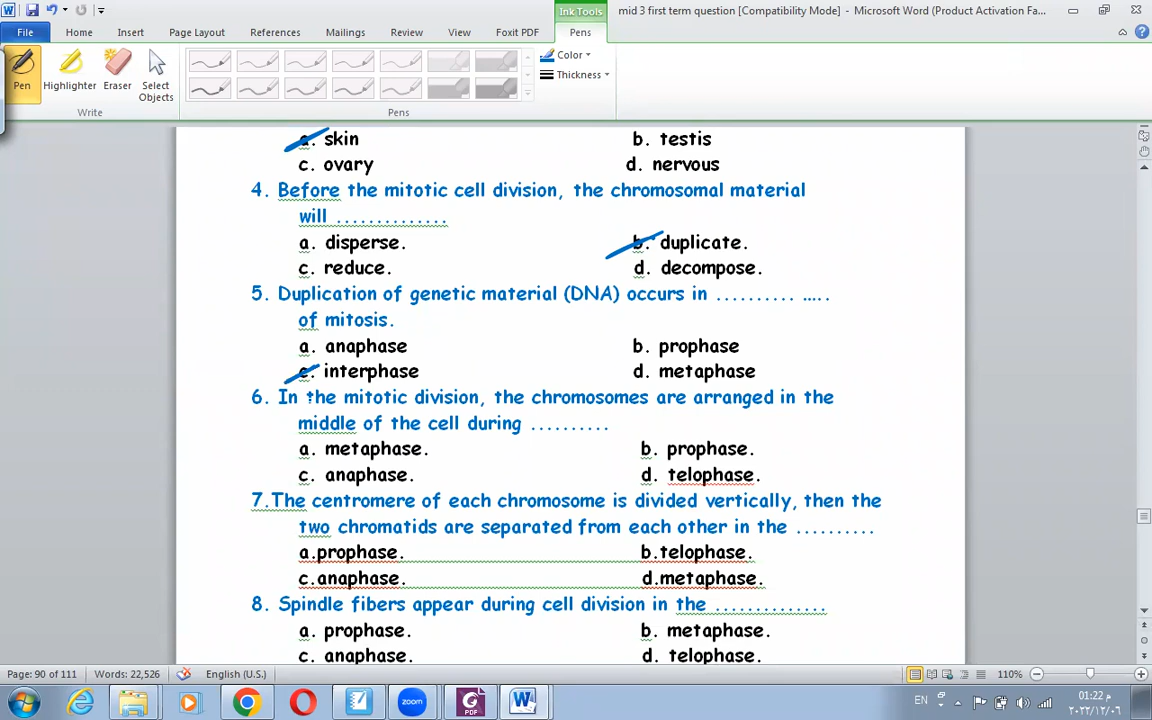 Ink Tools
mid 3 first term question [Compatibility Mode] - Microsoft Word (Product Activation Fa...
File Home Insert Page Layout References Mailings Review View Foxit PDF Pens
Pen Highlighter Eraser Select Objects
Color
Thickness
Write Pens
a. skin b. testis
c. ovary d. nervous
4. Before the mitotic cell division, the chromosomal material
will ..............
a. disperse. b. duplicate.
c. reduce. d. decompose.
5. Duplication of genetic material (DNA) occurs in .......... .....
of mitosis.
a. anaphase b. prophase
c. interphase d. metaphase
6. In the mitotic division, the chromosomes are arranged in the
middle of the cell during ..........
a. metaphase. b. prophase.
c. anaphase. d. telophase.
7.The centromere of each chromosome is divided vertically, then the
two chromatids are separated from each other in the ..........
a.prophase. b.telophase.
c.anaphase. d.metaphase.
8. Spindle fibers appear during cell division in the ..............
a. prophase. b. metaphase.
c. anaphase. d. telophase.
Page: 90 of 111 Words: 22,526 English (U.S.) 110%
zoom PDF EN م 01:22
٢٠٢٢/١٢/٠٦